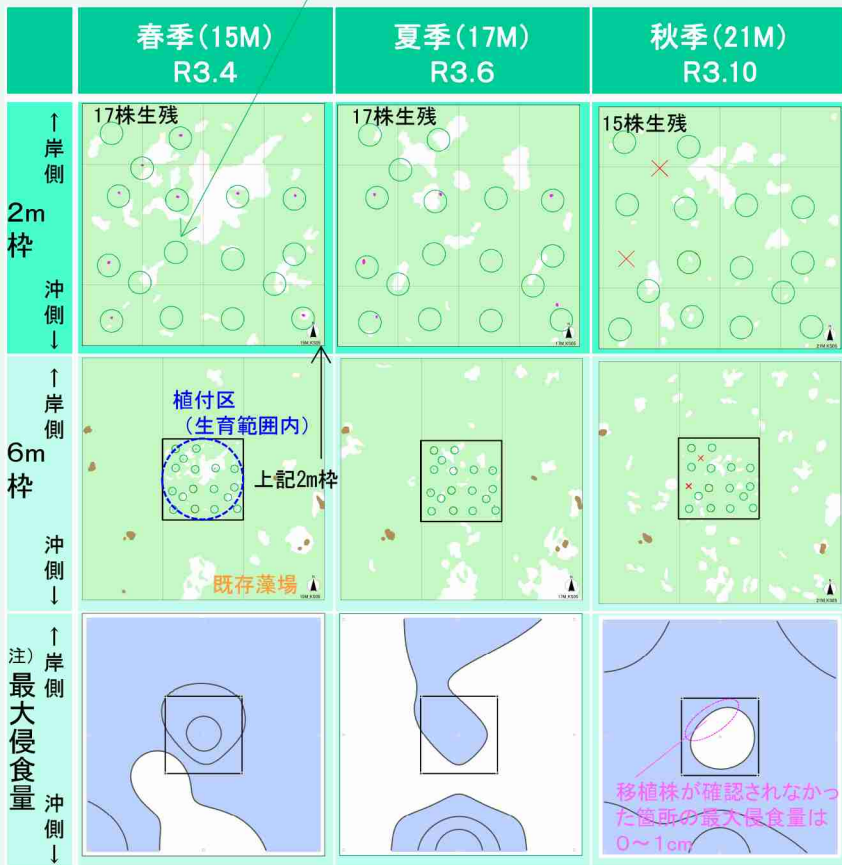 春季(15M)
R3.4
夏季(17M)
R3.6
秋季(21M)
R3.10
↑岸側
2m枠
沖側↓
17株生残
17株生残
15株生残
↑岸側
6m枠
沖側↓
植付区
(生育範囲内)
上記2m枠
既存藻場
注)
最大侵食量
↑岸側
沖側↓
移植株が確認されなかっ
た箇所の最大侵食量は
0～1cm